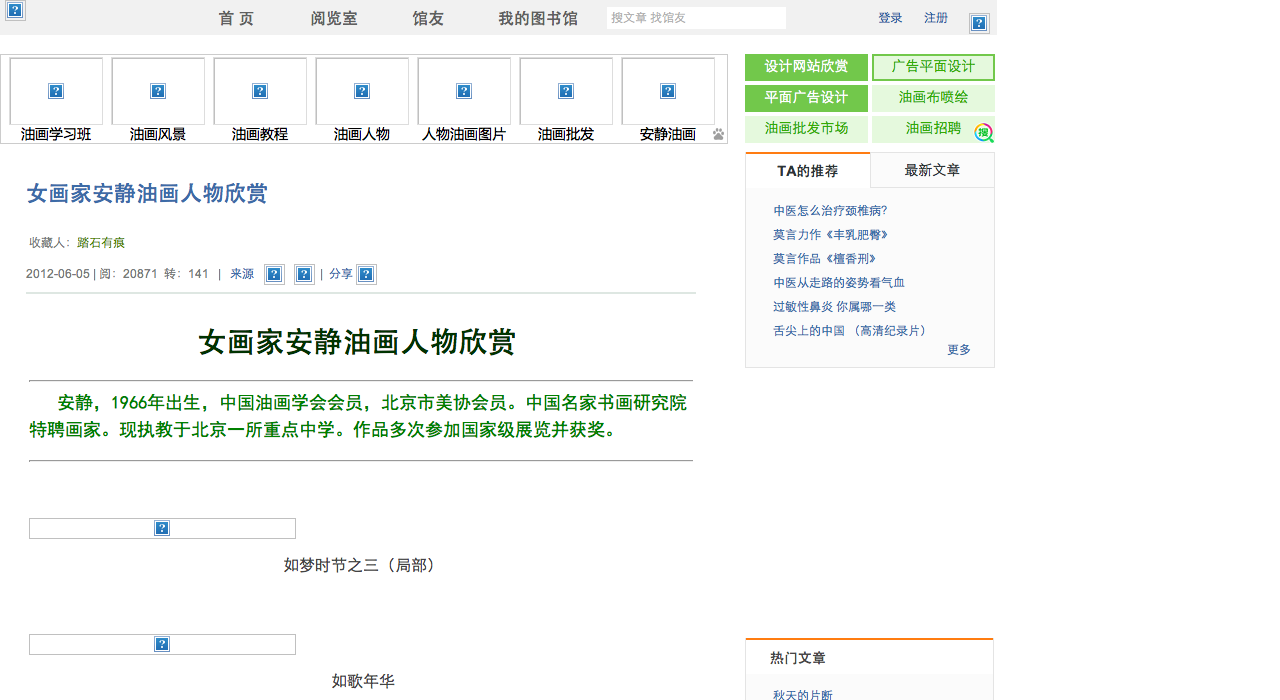 首 页 阅览室 馆友 我的图书馆 搜文章 找馆友 登录 注册
油画学习班 油画风景 油画教程 油画人物 人物油画图片 油画批发 安静油画
设计网站欣赏 广告平面设计
平面广告设计 油画布喷绘
油画批发市场 油画招聘
搜
女画家安静油画人物欣赏
收藏人：踏石有痕
2012-06-05 | 阅：20871 转：141 | 来源 | 分享
女画家安静油画人物欣赏
安静，1966年出生，中国油画学会会员，北京市美协会员。中国名家书画研究院
特聘画家。现执教于北京一所重点中学。作品多次参加国家级展览并获奖。
如梦时节之三（局部）
如歌年华
TA的推荐 最新文章
中医怎么治疗颈椎病?
莫言力作《丰乳肥臀》
莫言作品《檀香刑》
中医从走路的姿势看气血
过敏性鼻炎 你属哪一类
舌尖上的中国 （高清纪录片）
更多
热门文章
秋天的片断